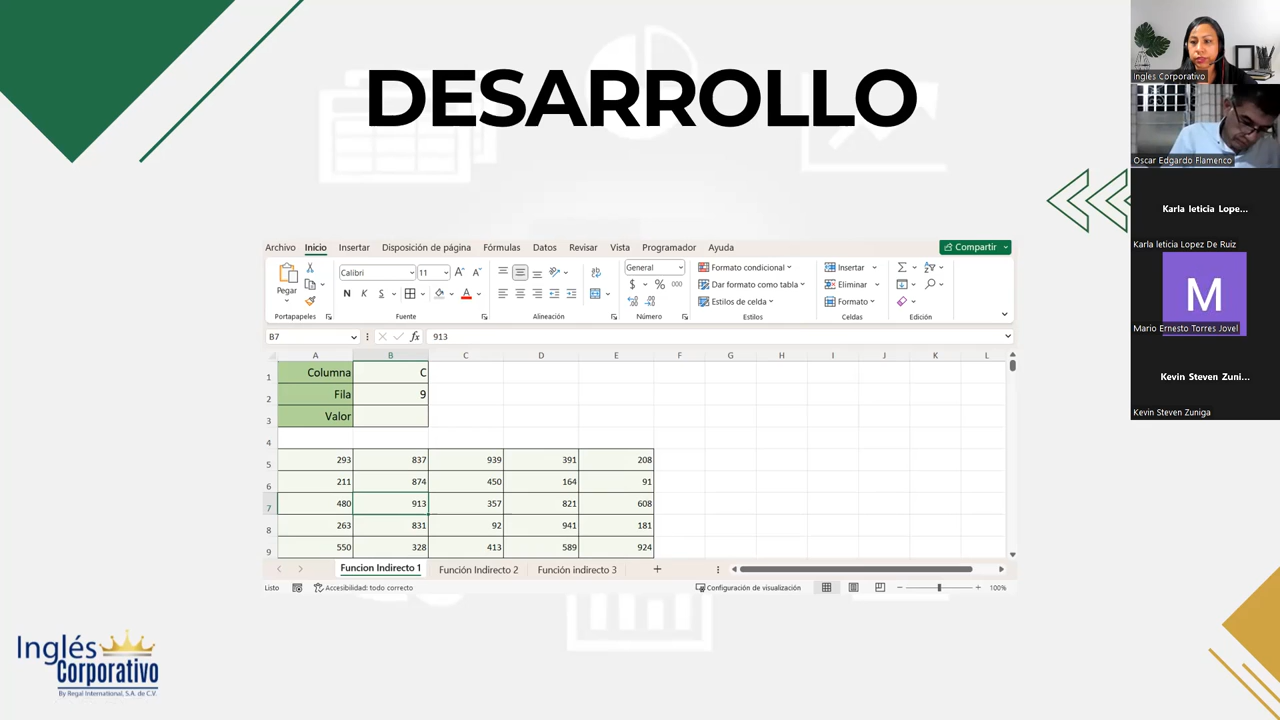 DESARROLLO
Archivo Inicio Insertar Disposición de página Fórmulas Datos Revisar Vista Programador Ayuda Compartir
Calibri 11 General Formato condicional Insertar
Pegar Dar formato como tabla Eliminar
N K S $ % 000 Estilos de celda Formato
Portapapeles Fuente Alineación Número Estilos Celdas Edición
B7 fx 913
A B C D E F G H I J K L
1 Columna C
2 Fila 9
3 Valor
4
5 293 837 939 391 208
6 211 874 450 164 91
7 480 913 357 821 608
8 263 831 92 941 181
9 550 328 413 589 924
Funcion Indirecto 1 Función Indirecto 2 Función indirecto 3
Listo Accesibilidad: todo correcto Configuración de visualización 100%
Inglés
Corporativo
By Regal International, S.A. de C.V.
Ingles Corporativo
Oscar Edgardo Flamenco
Karla leticia Lope...
Karla leticia Lopez De Ruiz
M
Mario Ernesto Torres Jovel
Kevin Steven Zuni...
Kevin Steven Zuniga